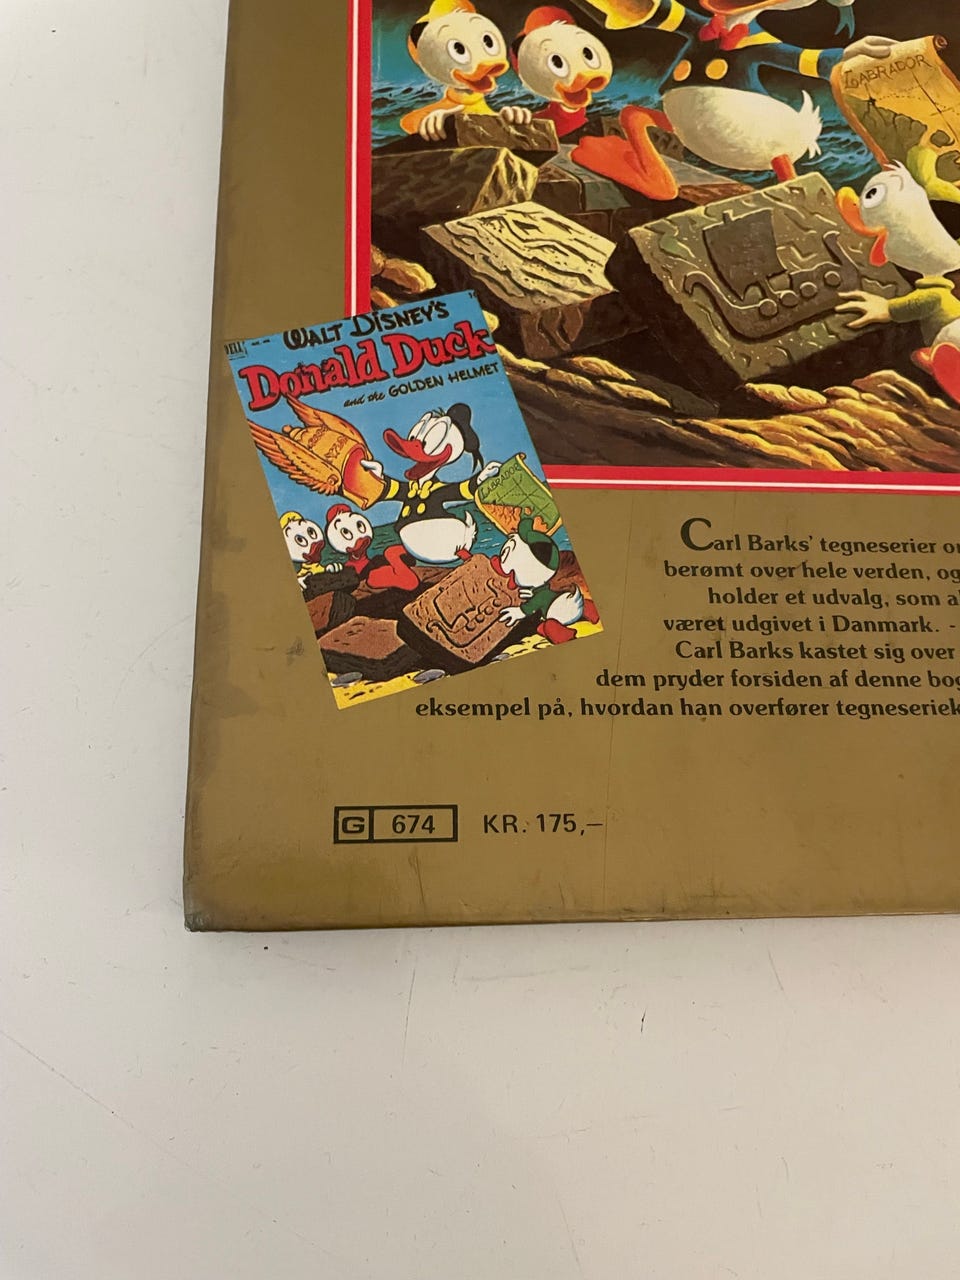 LABRADOR
DELL
WALT DISNEY'S
Donald Duck
and the GOLDEN HELMET
LABRADOR
Carl Barks' tegneserier
berømt over hele verden, og
holder et udvalg, som
været udgivet i Danmark. -
Carl Barks kastet sig over
dem pryder forsiden af denne bog
eksempel på, hvordan han overfører
G 674 KR. 175,–